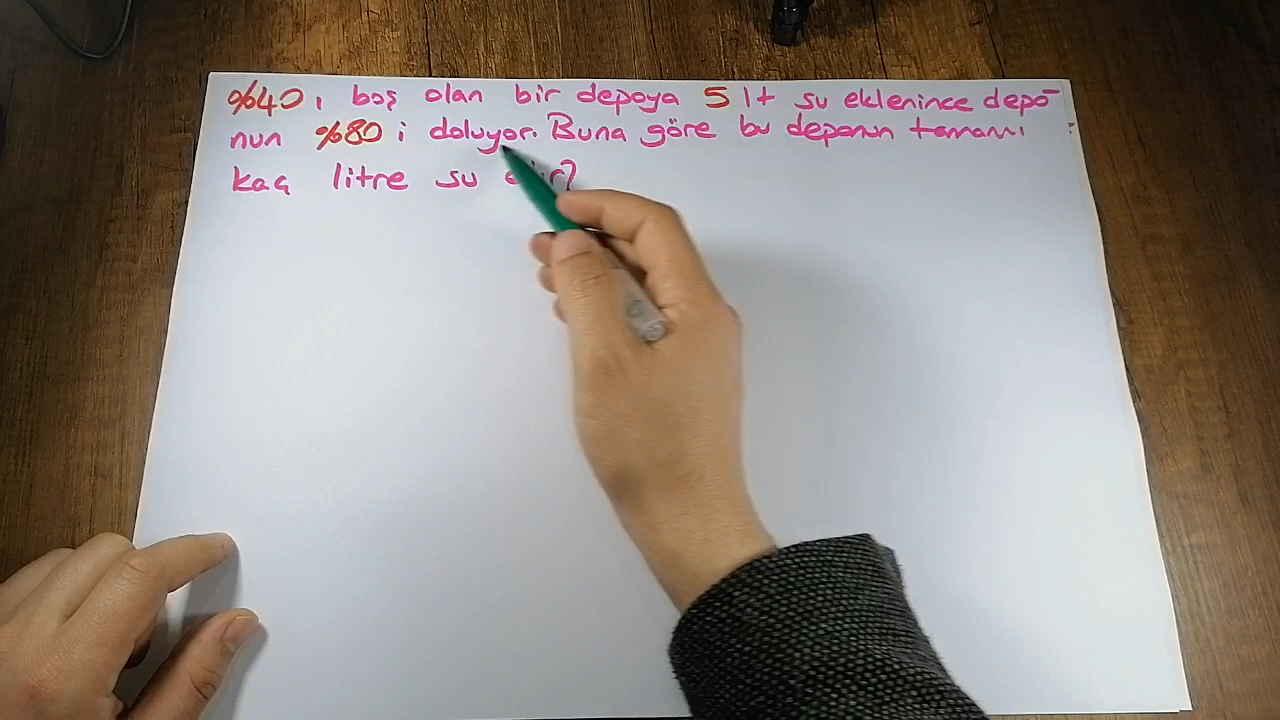 %40 ı boş olan bir depoya 5 lt su eklenince depo-
nun %80 i doluyor. Buna göre bu deponun tamamı
kaç litre su